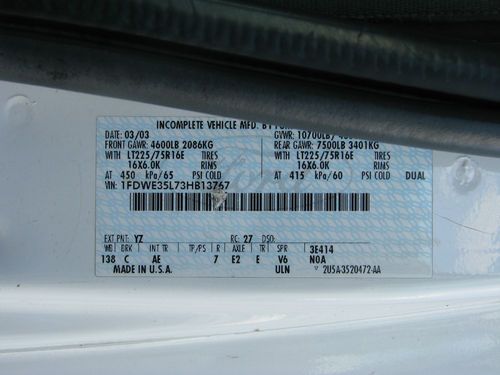 INCOMPLETE VEHICLE MFD. BY
DATE: 03/03 GVWR: 10700LB/
FRONT GAWR: 4600LB 2086KG REAR GAWR: 7500LB 3401KG
WITH LT225/75R16E TIRES WITH LT225/75R16E TIRES
16X6.0K RIMS 16X6.0K RIMS
AT 450 kPa/65 PSI COLD AT 415 kPa/60 PSI COLD DUAL
VIN: 1FDWE35L73HB13767
EXT PNT: YZ RC: 27 DSO:
WB BRK INT TR TP/PS R AXLE TR SPR 3E414
138 C AE 7 E2 E V6 N0A
MADE IN U.S.A. ULN 2U5A-3520472-AA